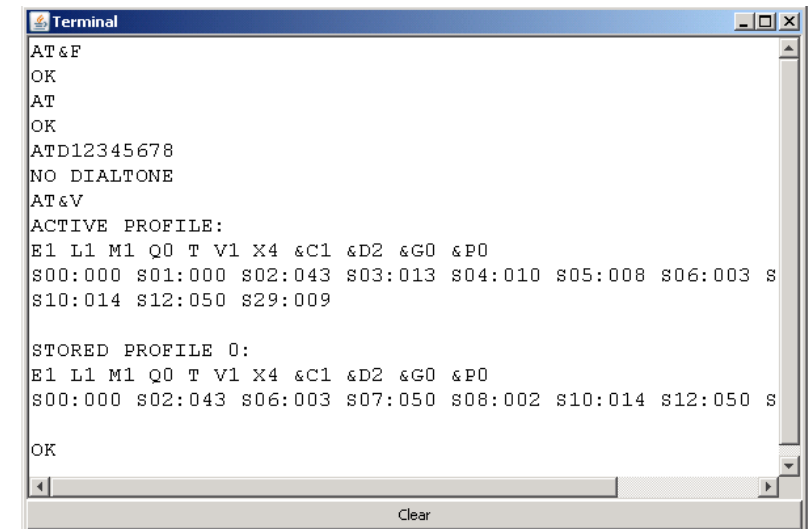 Terminal
AT&F
OK
AT
OK
ATD12345678
NO DIALTONE
AT&V
ACTIVE PROFILE:
E1 L1 M1 Q0 T V1 X4 &C1 &D2 &G0 &P0
S00:000 S01:000 S02:043 S03:013 S04:010 S05:008 S06:003 S
S10:014 S12:050 S29:009
STORED PROFILE 0:
E1 L1 M1 Q0 T V1 X4 &C1 &D2 &G0 &P0
S00:000 S02:043 S06:003 S07:050 S08:002 S10:014 S12:050 S
OK
Clear